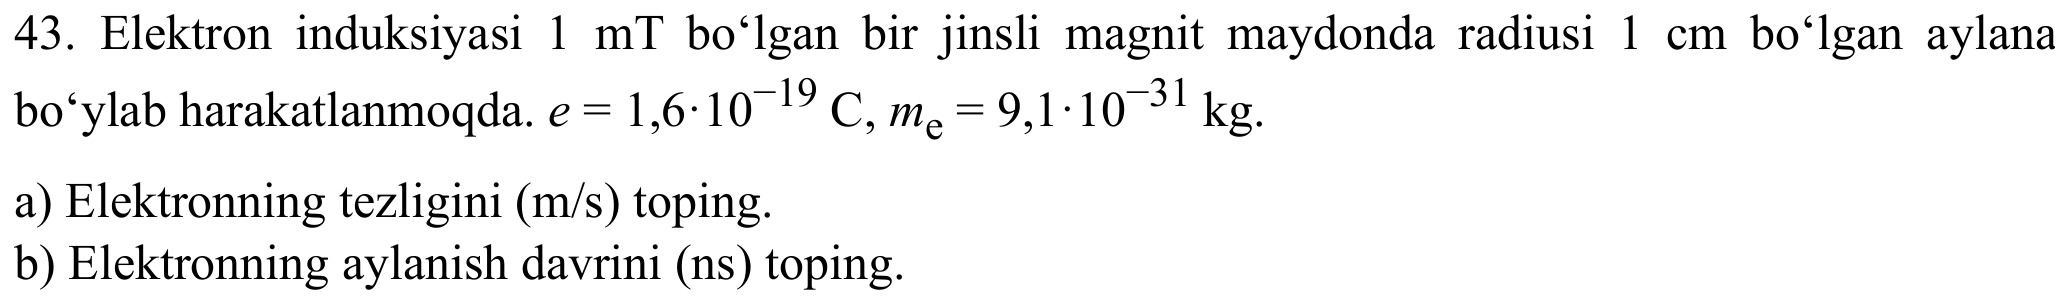 43. Elektron induksiyasi 1 mT bo‘lgan bir jinsli magnit maydonda radiusi 1 cm bo‘lgan aylana
bo‘ylab harakatlanmoqda. e = 1,6·10⁻¹⁹ C, mₑ = 9,1·10⁻³¹ kg.
a) Elektronning tezligini (m/s) toping.
b) Elektronning aylanish davrini (ns) toping.